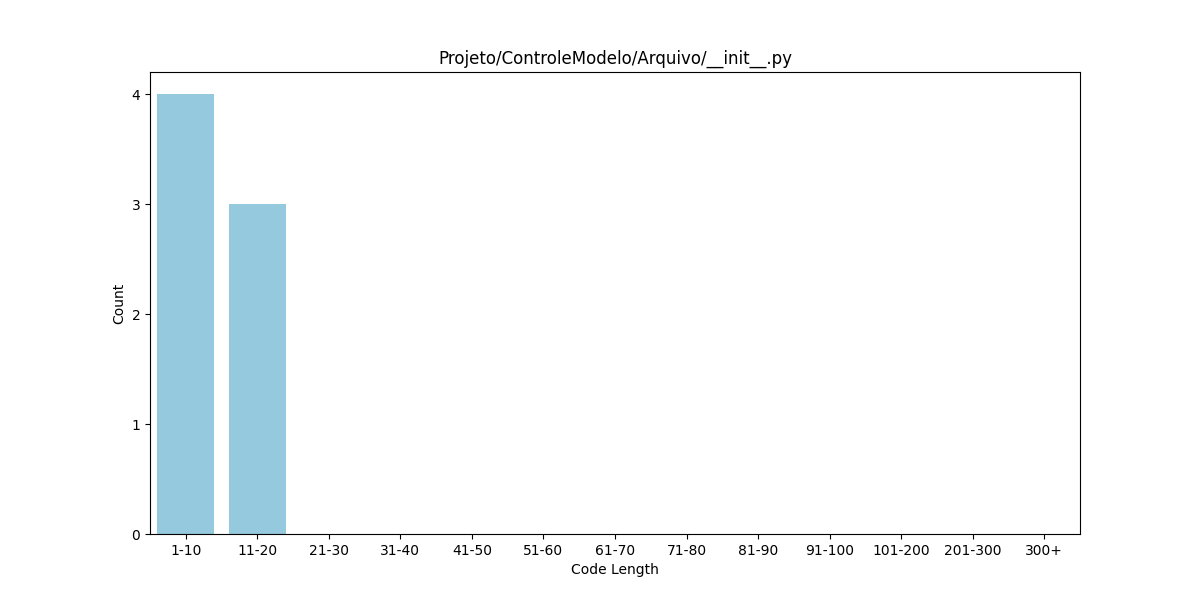 Projeto/ControleModelo/Arquivo/__init__.py
4
3
2
1
0
Count
1-10 11-20 21-30 31-40 41-50 51-60 61-70 71-80 81-90 91-100 101-200 201-300 300+
Code Length